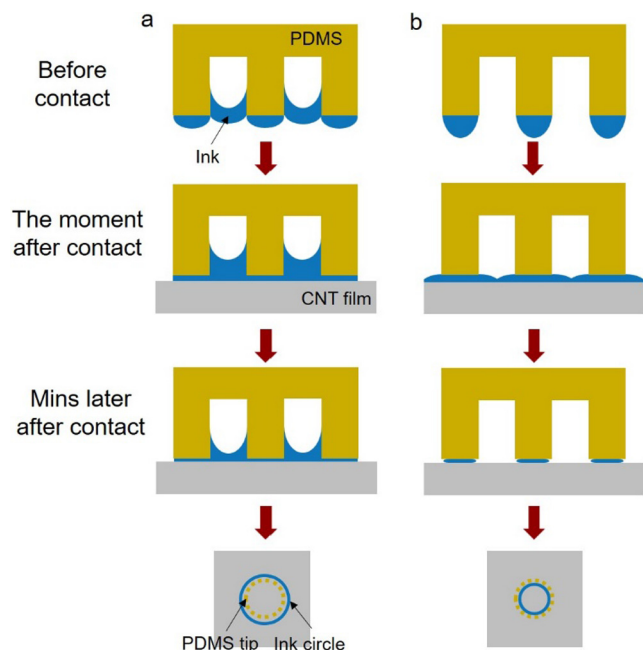 a
b
PDMS
Before
contact
Ink
The moment
after contact
CNT film
Mins later
after contact
PDMS tip
Ink circle